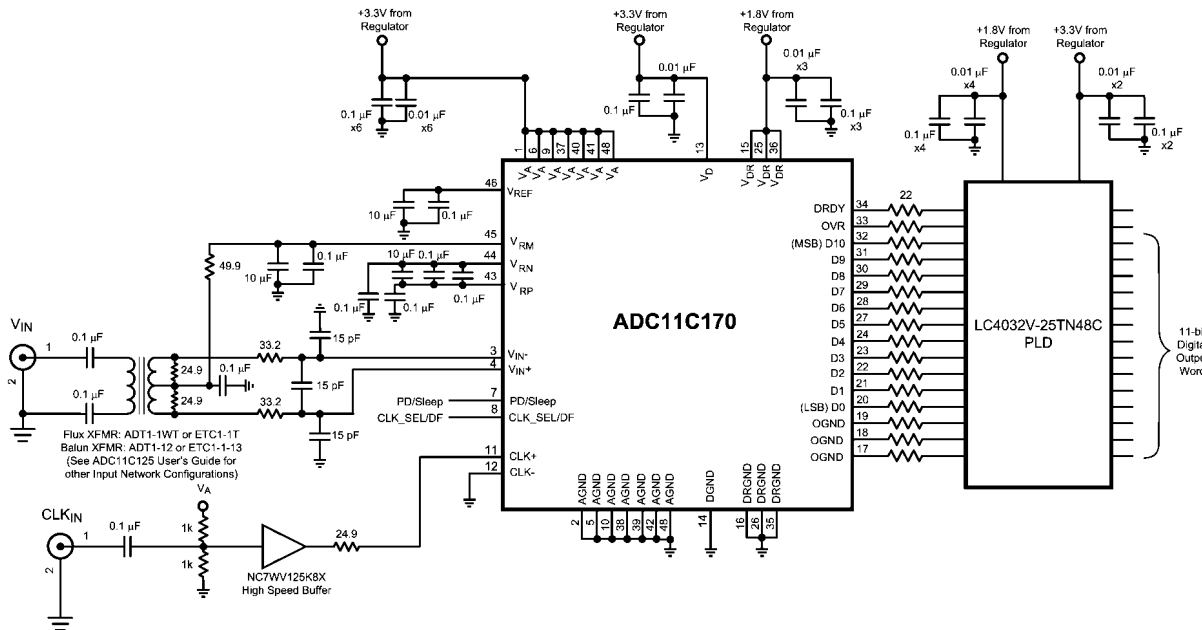 +3.3V from
Regulator
+3.3V from
Regulator
+1.8V from
Regulator
+1.8V from
Regulator
+3.3V from
Regulator
0.1 µF
x6
0.01 µF
x6
0.01 µF
0.1 µF
0.01 µF
x3
0.1 µF
x3
0.01 µF
x4
0.1 µF
x4
0.01 µF
x2
0.1 µF
x2
1
6
9
37
40
41
48
13
15
25
36
VA
VA
VA
VA
VA
VA
VA
VD
VDR
VDR
VDR
46
VREF
10 µF
0.1 µF
45
VRM
49.9
10 µF
0.1 µF
44
VRN
43
VRP
10 µF
0.1 µF
0.1 µF
0.1 µF
0.1 µF
ADC11C170
VIN
1
2
0.1 µF
0.1 µF
24.9
24.9
0.1 µF
33.2
33.2
15 pF
15 pF
15 pF
3
VIN-
4
VIN+
PD/Sleep
7
PD/Sleep
CLK_SEL/DF
8
CLK_SEL/DF
11
CLK+
12
CLK-
Flux XFMR: ADT1-1WT or ETC1-1T
Balun XFMR: ADT1-12 or ETC1-1-13
(See ADC11C125 User's Guide for
other Input Network Configurations)
VA
CLKIN
1
2
0.1 µF
1k
1k
24.9
NC7WV125K8X
High Speed Buffer
AGND
AGND
AGND
AGND
AGND
AGND
AGND
DGND
DRGND
DRGND
DRGND
2
5
10
38
39
42
48
14
16
26
35
22
DRDY 34
OVR 33
(MSB) D10 32
D9 31
D8 30
D7 29
D6 28
D5 27
D4 24
D3 23
D2 22
D1 21
(LSB) D0 20
OGND 19
OGND 18
OGND 17
LC4032V-25TN48C
PLD
11-bi
Digita
Outpu
Word